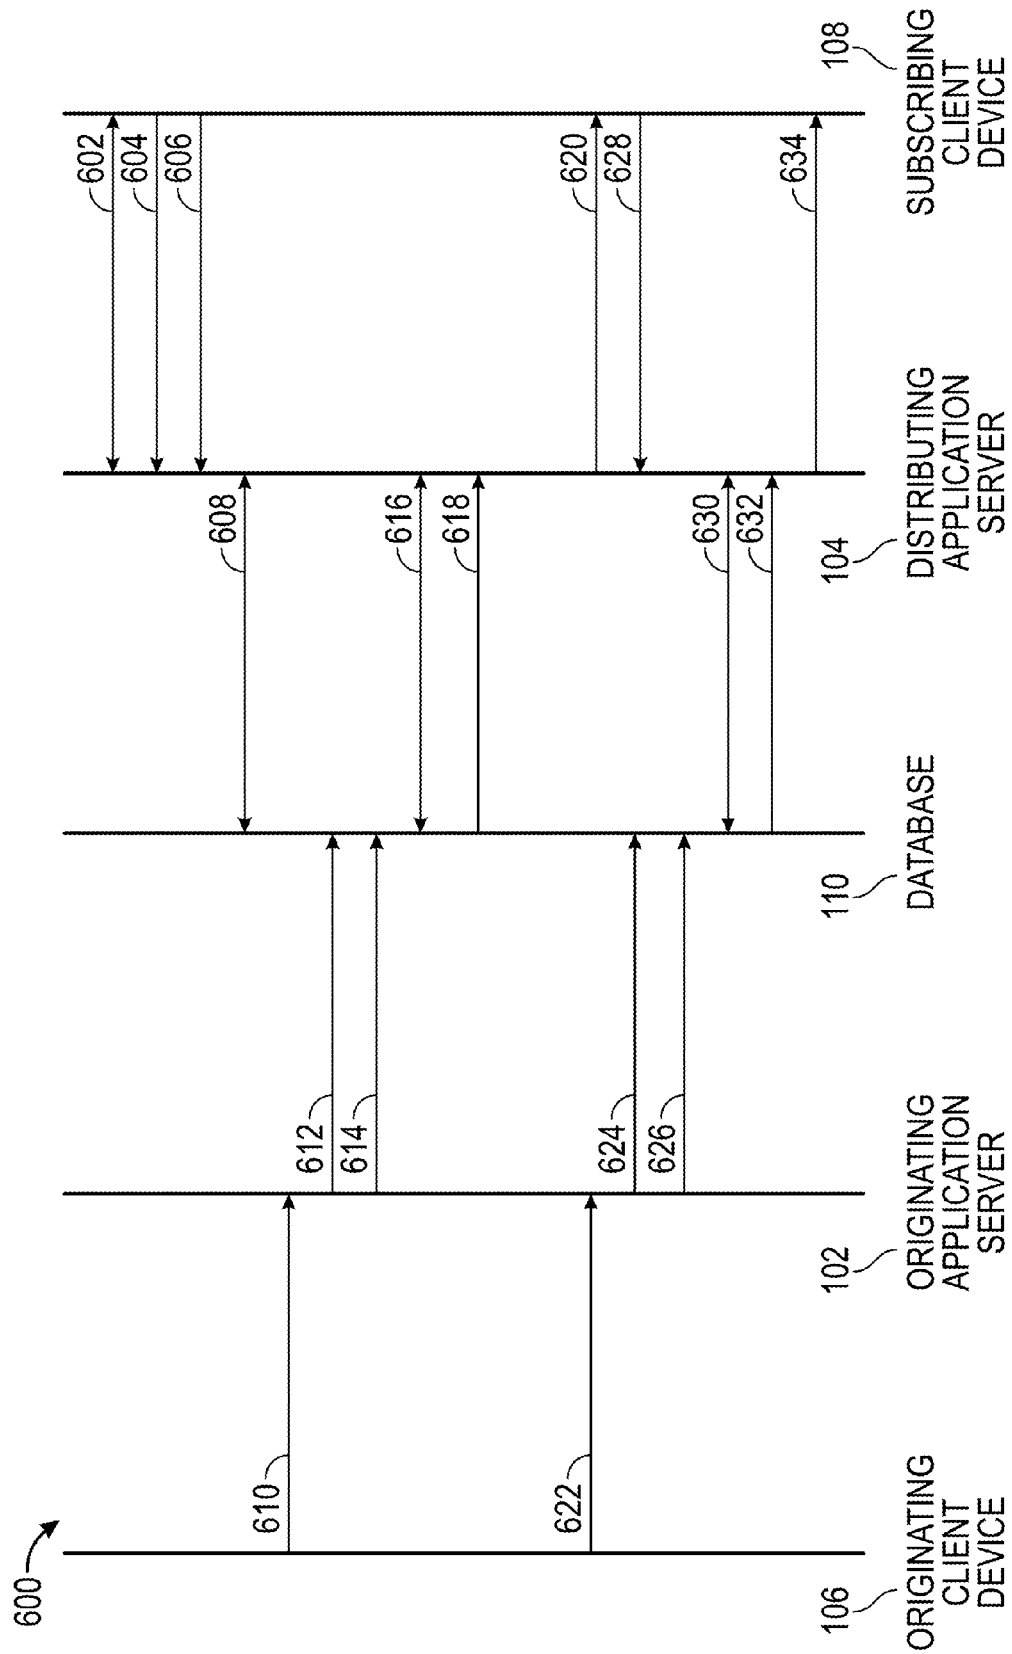 600
602
604
606
608
610
612
614
616
618
620
622
624
626
628
630
632
634
106
ORIGINATING
CLIENT
DEVICE
102
ORIGINATING
APPLICATION
SERVER
110
DATABASE
104
DISTRIBUTING
APPLICATION
SERVER
108
SUBSCRIBING
CLIENT
DEVICE